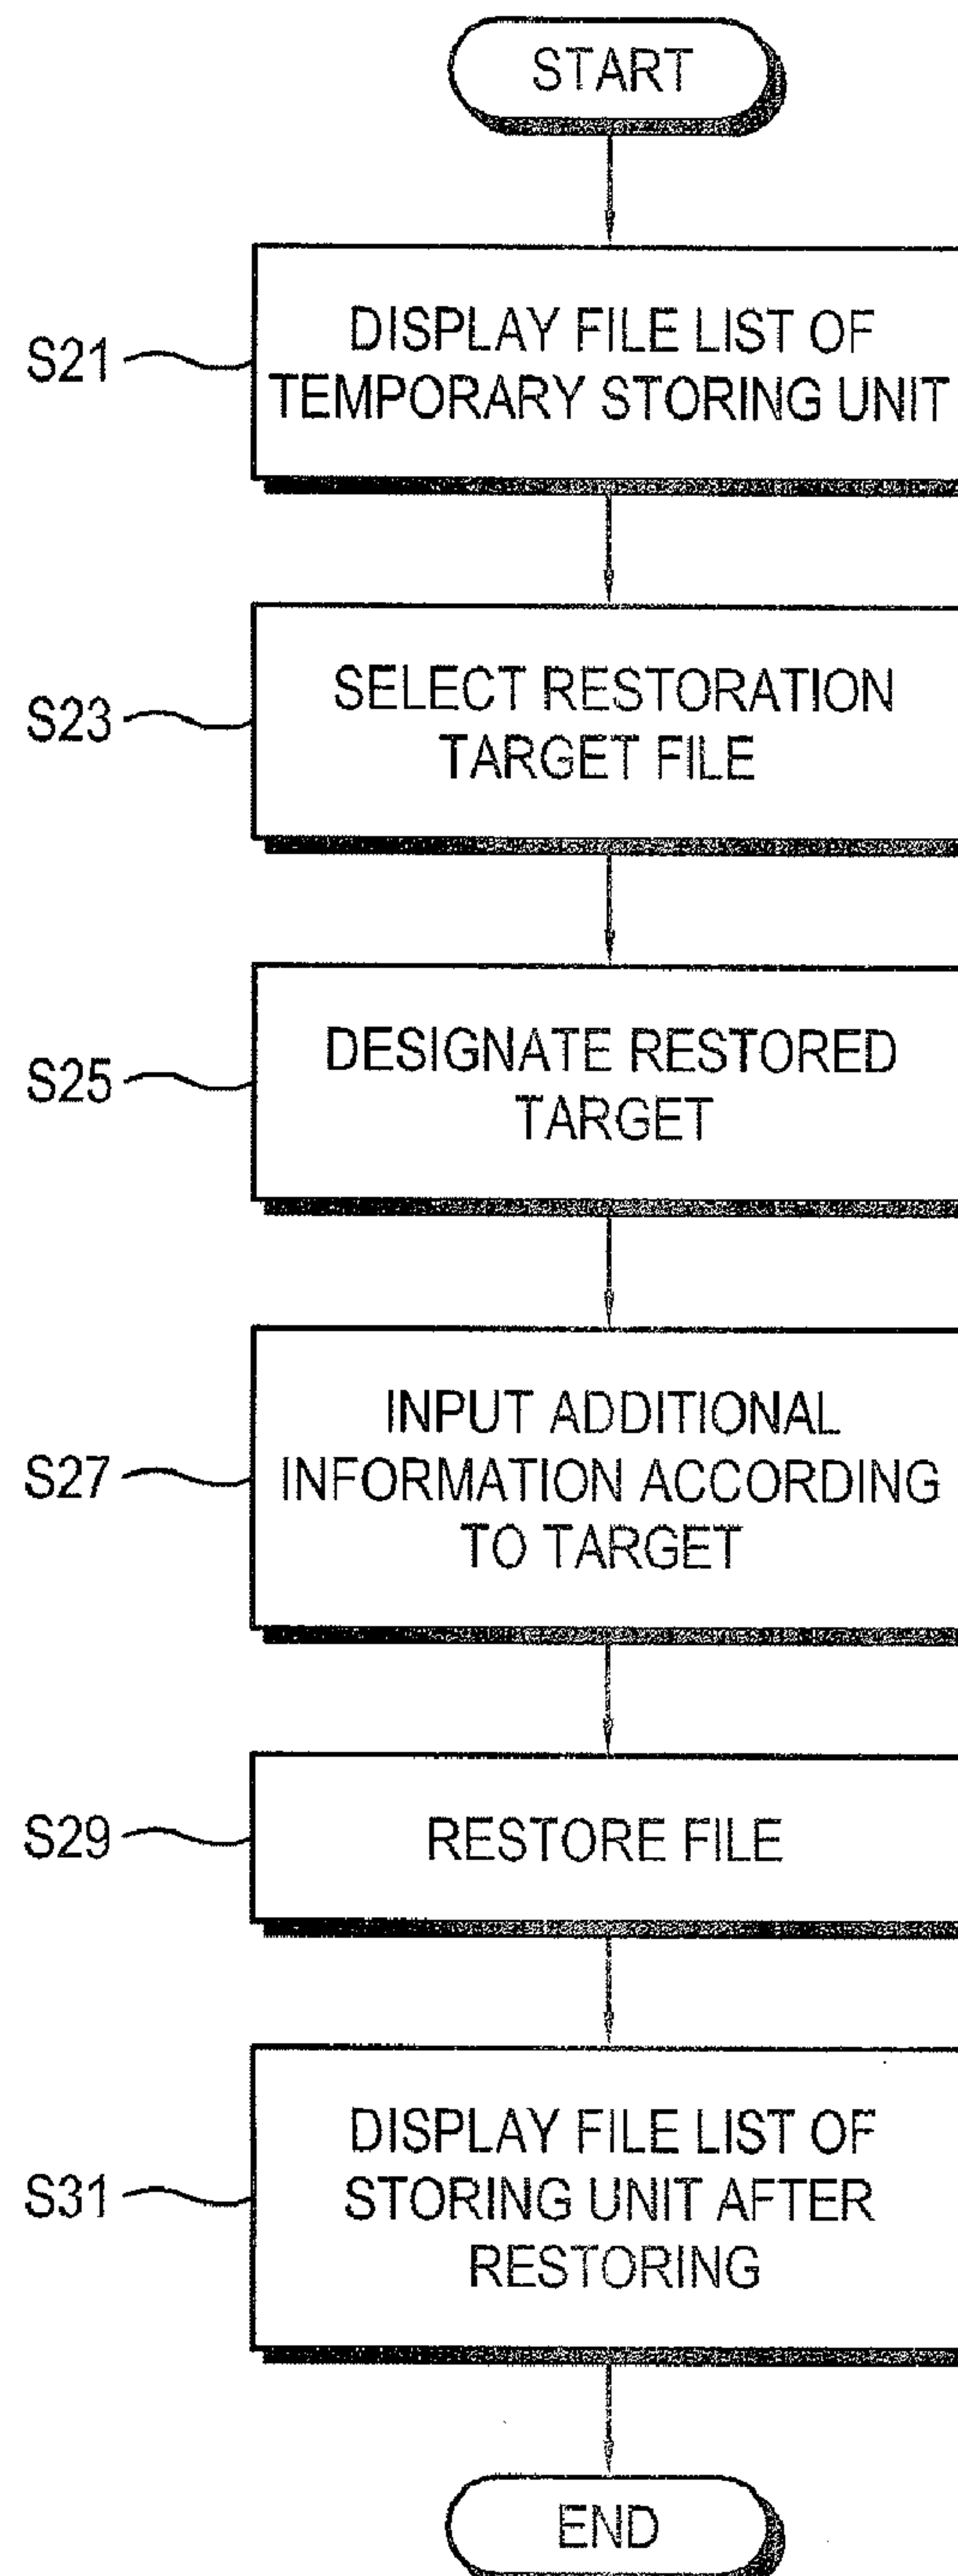 START
S21
DISPLAY FILE LIST OF
TEMPORARY STORING UNIT
S23
SELECT RESTORATION
TARGET FILE
S25
DESIGNATE RESTORED
TARGET
S27
INPUT ADDITIONAL
INFORMATION ACCORDING
TO TARGET
S29
RESTORE FILE
S31
DISPLAY FILE LIST OF
STORING UNIT AFTER
RESTORING
END